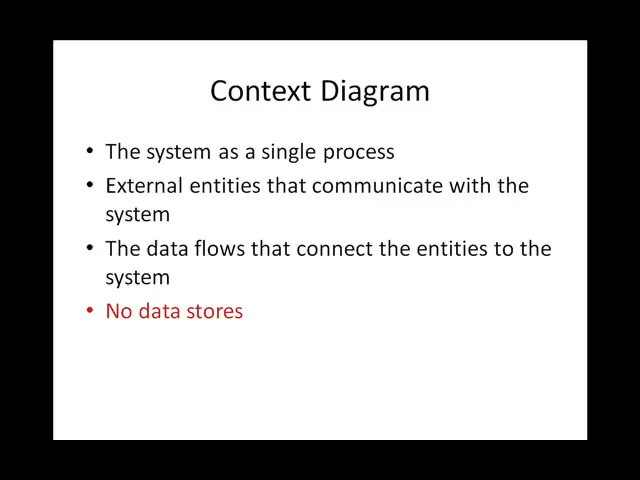 Context Diagram
• The system as a single process
• External entities that communicate with the
system
• The data flows that connect the entities to the
system
• No data stores